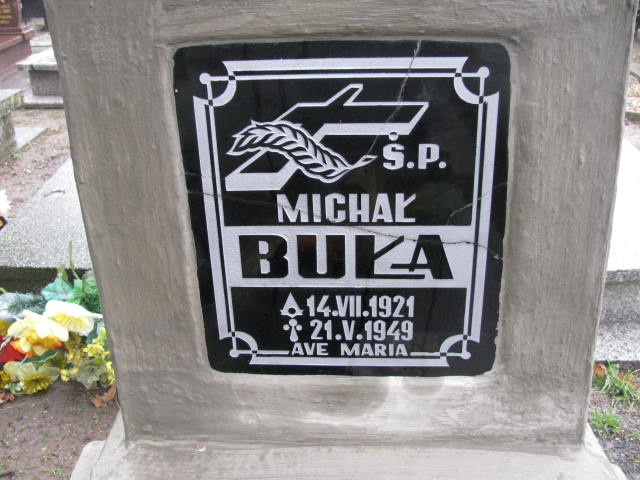 Ś.P.
MICHAŁ
BUŁA
14.VII.1921
21.V.1949
AVE MARIA